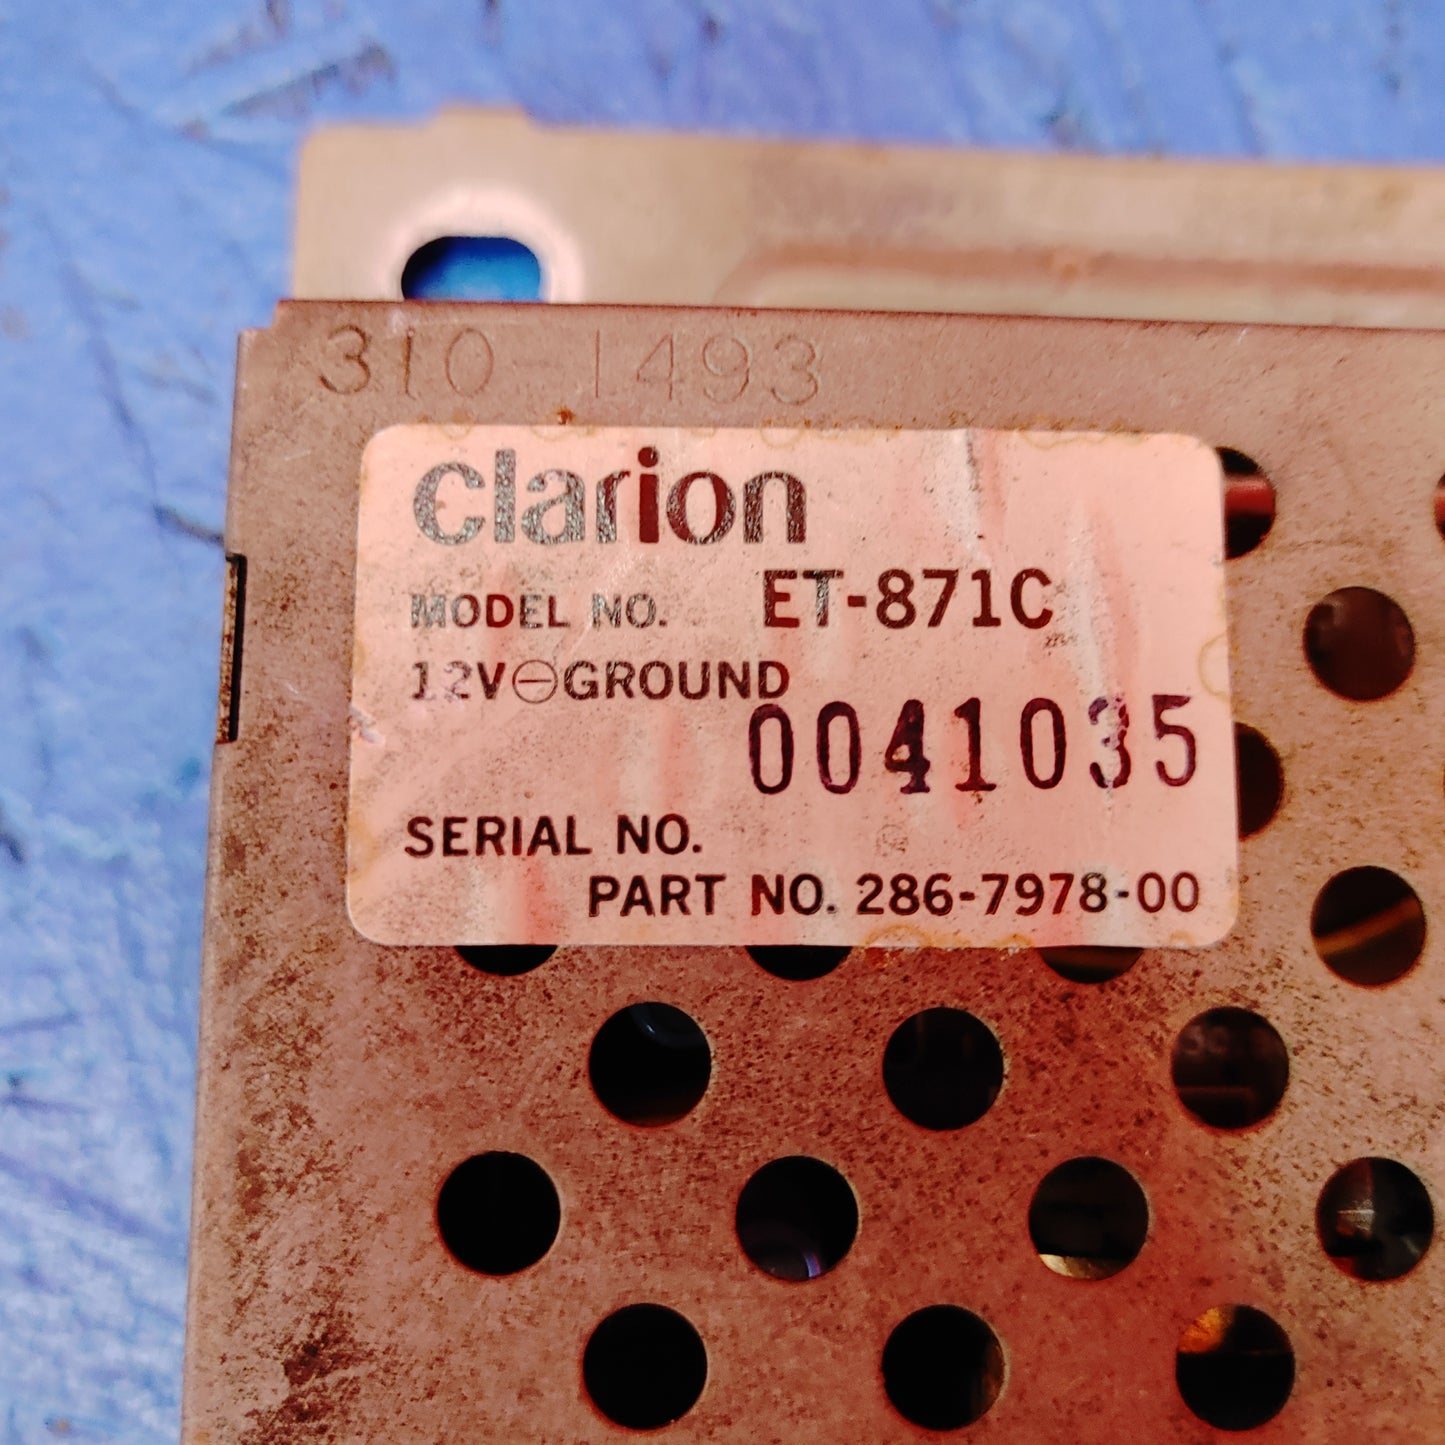 310-1493
clarion
MODEL NO. ET-871C
12V⊖GROUND
0041035
SERIAL NO.
PART NO. 286-7978-00